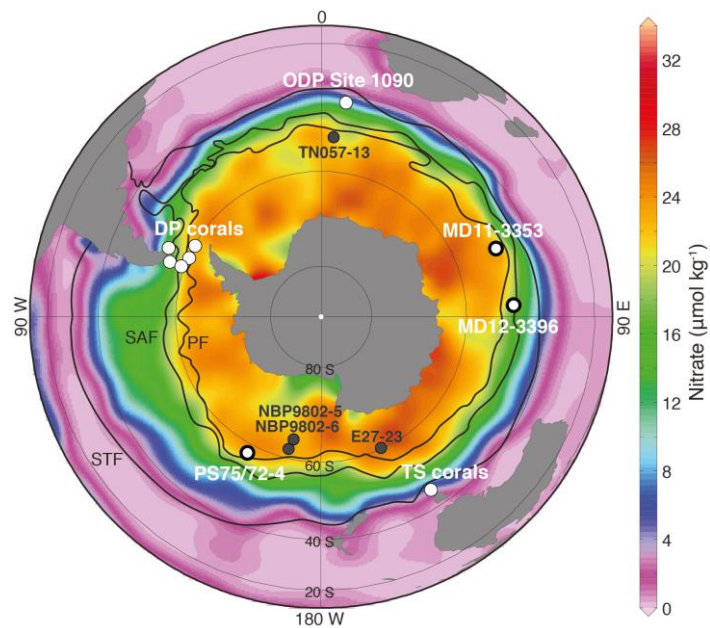 0
ODP Site 1090
TN057-13
DP corals
MD11-3353
90 W
90 E
SAF
PF
MD12-3396
80 S
NBP9802-5
NBP9802-6
E27-23
STF
PS75/72-4
60 S
TS corals
40 S
20 S
180 W
32
28
24
20
16
12
8
4
0
Nitrate (μmol kg⁻¹)